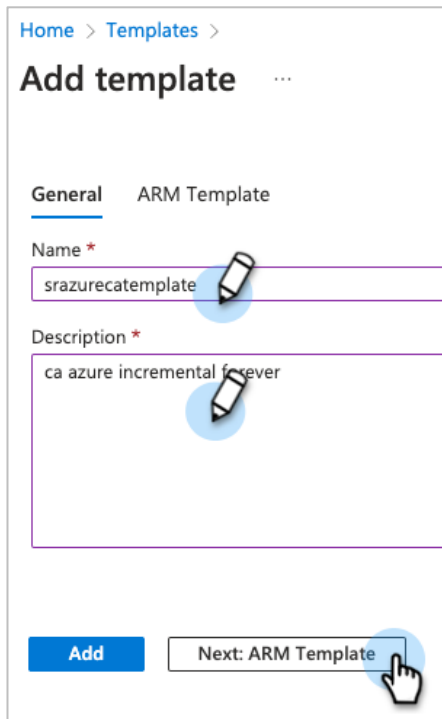 Home > Templates >
Add template ...
General ARM Template
Name *
srazurecatemplate
Description *
ca azure incremental forever
Add Next: ARM Template